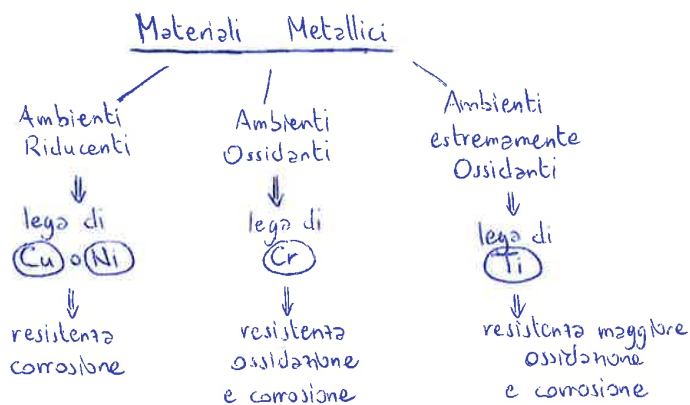 Materiali Metallici
Ambienti
Riducenti
lega di
Cu o Ni
resistenza
corrosione
Ambienti
Ossidanti
lega di
Cr
resistenza
ossidazione
e corrosione
Ambienti
estremamente
Ossidanti
lega di
Ti
resistenza maggiore
ossidazione
e corrosione